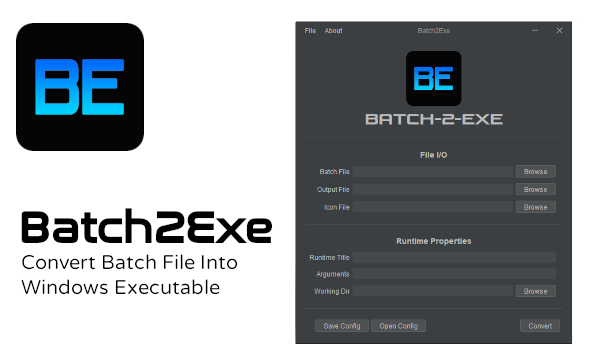 BE
Batch2Exe
Convert Batch File Into
Windows Executable
File About Batch2Exe
BE
BATCH-2-EXE
File I/O
Batch File Browse
Output File Browse
Icon File Browse
Runtime Properties
Runtime Title
Arguments
Working Dir Browse
Save Config Open Config Convert